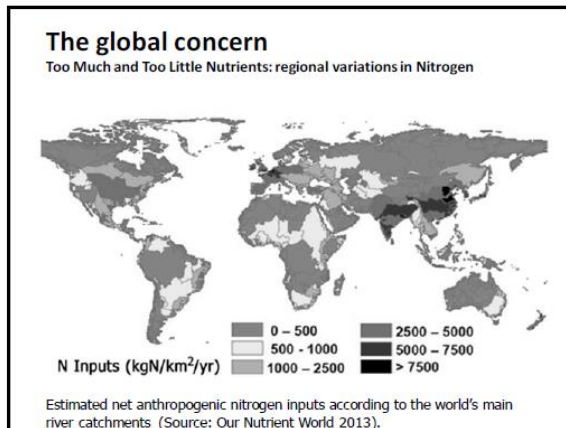 The global concern
Too Much and Too Little Nutrients: regional variations in Nitrogen
N Inputs (kgN/km²/yr)
0 – 500
500 - 1000
1000 – 2500
2500 – 5000
5000 – 7500
> 7500
Estimated net anthropogenic nitrogen inputs according to the world's main
river catchments (Source: Our Nutrient World 2013).